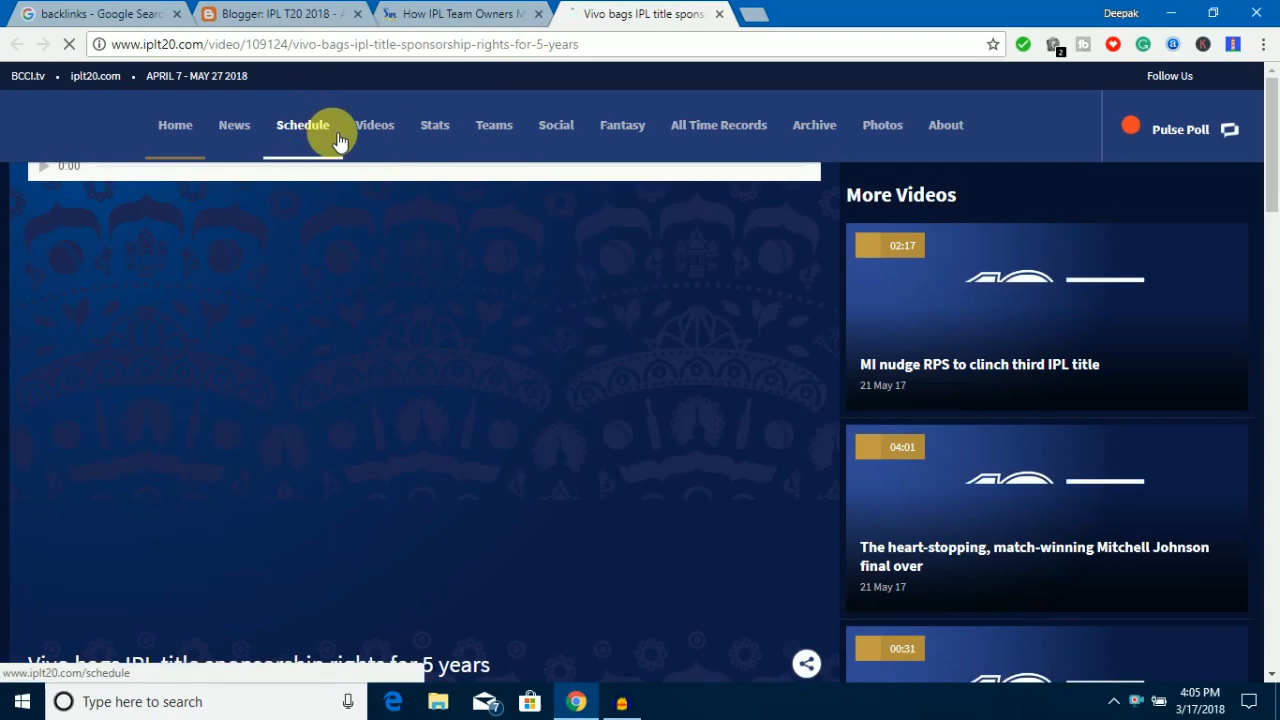 backlinks - Google Searc
Blogger: IPL T20 2018 - A
How IPL Team Owners M
Vivo bags IPL title spons
Deepak
www.iplt20.com/video/109124/vivo-bags-ipl-title-sponsorship-rights-for-5-years
2
BCCI.tv • iplt20.com • APRIL 7 - MAY 27 2018
Follow Us
Home News Schedule Videos Stats Teams Social Fantasy All Time Records Archive Photos About
Pulse Poll
0:00
More Videos
02:17
MI nudge RPS to clinch third IPL title
21 May 17
04:01
The heart-stopping, match-winning Mitchell Johnson
final over
21 May 17
00:31
Vivo bags IPL title sponsorship rights for 5 years
www.iplt20.com/schedule
Type here to search
7
4:05 PM
3/17/2018